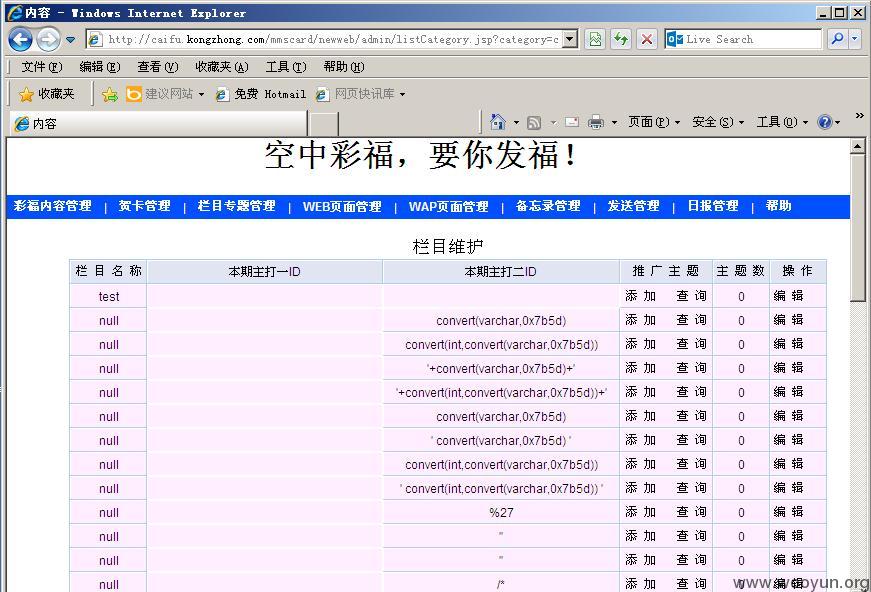 内容 - Windows Internet Explorer
http://caifu.kongzhong.com/mmscard/newweb/admin/listCategory.jsp?category=c
Live Search
文件(F) 编辑(E) 查看(V) 收藏夹(A) 工具(T) 帮助(H)
收藏夹 建议网站 免费 Hotmail 网页快讯库
内容 页面(P) 安全(S) 工具(O) »
空中彩福，要你发福！
彩福内容管理 | 贺卡管理 | 栏目专题管理 | WEB页面管理 | WAP页面管理 | 备忘录管理 | 发送管理 | 日报管理 | 帮助
栏目维护
栏目名称 本期主打一ID 本期主打二ID 推广主题 主题数 操作
test 添加 查询 0 编辑
null convert(varchar,0x7b5d) 添加 查询 0 编辑
null convert(int,convert(varchar,0x7b5d)) 添加 查询 0 编辑
null '+convert(varchar,0x7b5d)+' 添加 查询 0 编辑
null '+convert(int,convert(varchar,0x7b5d))+' 添加 查询 0 编辑
null convert(varchar,0x7b5d) 添加 查询 0 编辑
null ' convert(varchar,0x7b5d) ' 添加 查询 0 编辑
null convert(int,convert(varchar,0x7b5d)) 添加 查询 0 编辑
null ' convert(int,convert(varchar,0x7b5d)) ' 添加 查询 0 编辑
null %27 添加 查询 0 编辑
null " 添加 查询 0 编辑
null " 添加 查询 0 编辑
null /* 添加 查询 0 编辑
www.wooyun.org